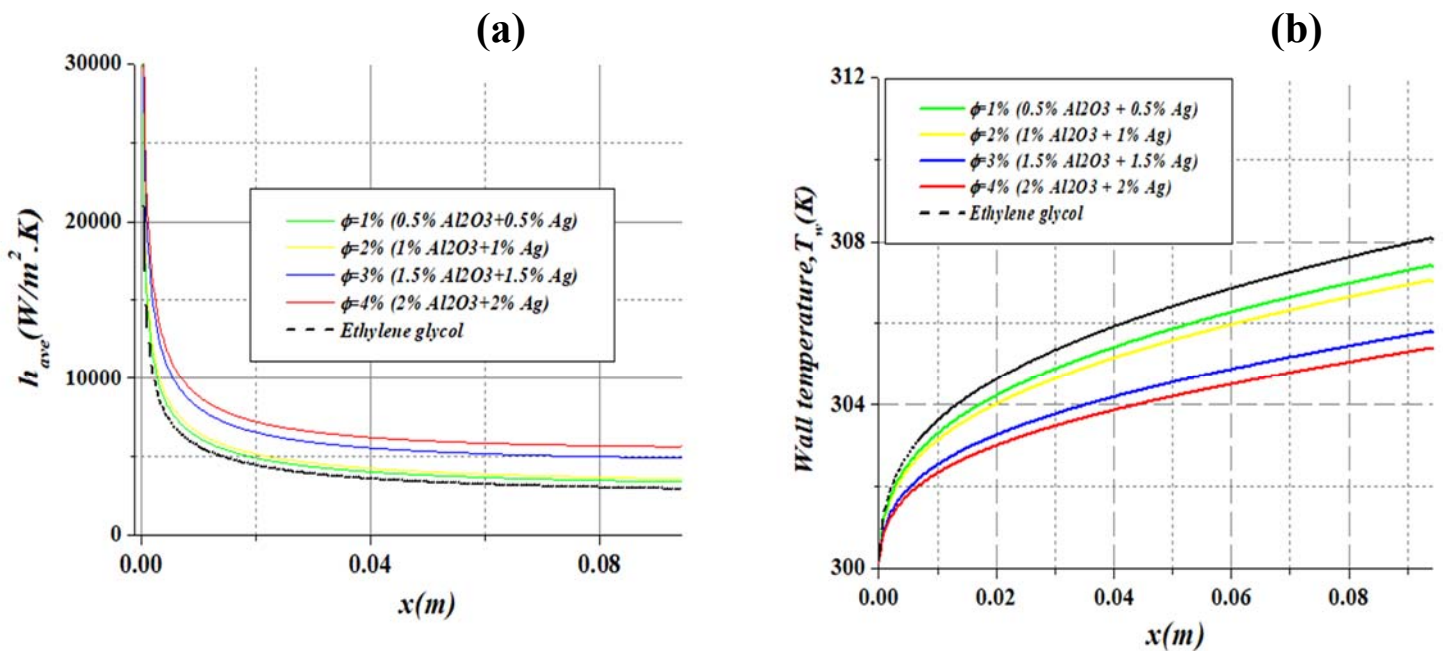 (a)
h_ave(W/m².K)
30000
20000
10000
0
0.00 0.04 0.08
x(m)
ϕ=1% (0.5% Al2O3+0.5% Ag)
ϕ=2% (1% Al2O3+1% Ag)
ϕ=3% (1.5% Al2O3+1.5% Ag)
ϕ=4% (2% Al2O3+2% Ag)
Ethylene glycol
(b)
Wall temperature,T_w(K)
312
308
304
300
0.00 0.02 0.04 0.06 0.08
x(m)
ϕ=1% (0.5% Al2O3 + 0.5% Ag)
ϕ=2% (1% Al2O3 + 1% Ag)
ϕ=3% (1.5% Al2O3 + 1.5% Ag)
ϕ=4% (2% Al2O3 + 2% Ag)
Ethylene glycol